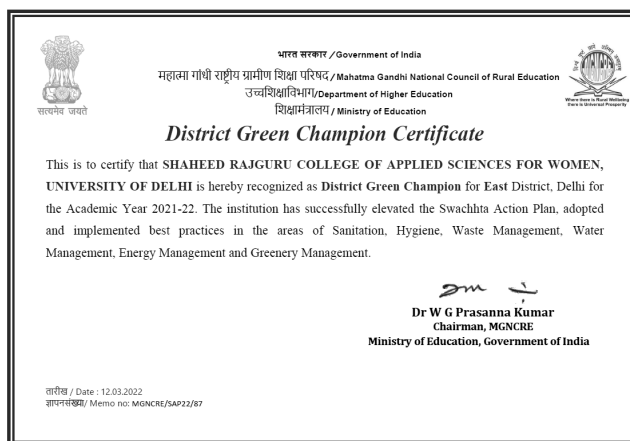 सत्यमेव जयते
भारत सरकार / Government of India
महात्मा गांधी राष्ट्रीय ग्रामीण शिक्षा परिषद / Mahatma Gandhi National Council of Rural Education
उच्चशिक्षाविभाग/Department of Higher Education
शिक्षामंत्रालय / Ministry of Education
Where there is Rural Wellbeing
there is Universal Prosperity
District Green Champion Certificate
This is to certify that SHAHEED RAJGURU COLLEGE OF APPLIED SCIENCES FOR WOMEN,
UNIVERSITY OF DELHI is hereby recognized as District Green Champion for East District, Delhi for
the Academic Year 2021-22. The institution has successfully elevated the Swachhta Action Plan, adopted
and implemented best practices in the areas of Sanitation, Hygiene, Waste Management, Water
Management, Energy Management and Greenery Management.
Dr W G Prasanna Kumar
Chairman, MGNCRE
Ministry of Education, Government of India
तारीख / Date : 12.03.2022
ज्ञापनसंख्या/ Memo no: MGNCRE/SAP22/87